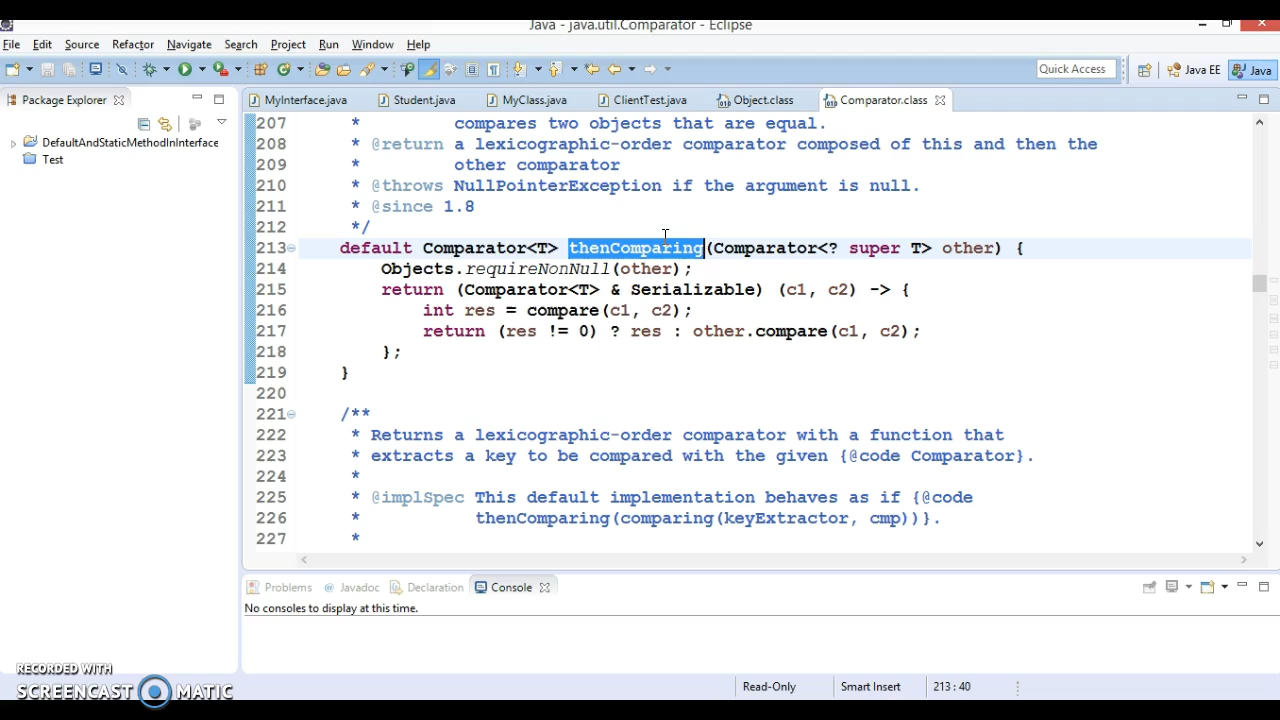 Java - java.util.Comparator - Eclipse
File Edit Source Refactor Navigate Search Project Run Window Help
Quick Access Java EE Java
Package Explorer
MyInterface.java Student.java MyClass.java ClientTest.java Object.class Comparator.class
DefaultAndStaticMethodInInterface
Test
207 * compares two objects that are equal.
208 * @return a lexicographic-order comparator composed of this and then the
209 * other comparator
210 * @throws NullPointerException if the argument is null.
211 * @since 1.8
212 */
213 default Comparator<T> thenComparing(Comparator<? super T> other) {
214 Objects.requireNonNull(other);
215 return (Comparator<T> & Serializable) (c1, c2) -> {
216 int res = compare(c1, c2);
217 return (res != 0) ? res : other.compare(c1, c2);
218 };
219 }
220
221 /**
222 * Returns a lexicographic-order comparator with a function that
223 * extracts a key to be compared with the given {@code Comparator}.
224 *
225 * @implSpec This default implementation behaves as if {@code
226 * thenComparing(comparing(keyExtractor, cmp))}.
227 *
Problems Javadoc Declaration Console
No consoles to display at this time.
Read-Only Smart Insert 213 : 40
RECORDED WITH
SCREENCAST MATIC